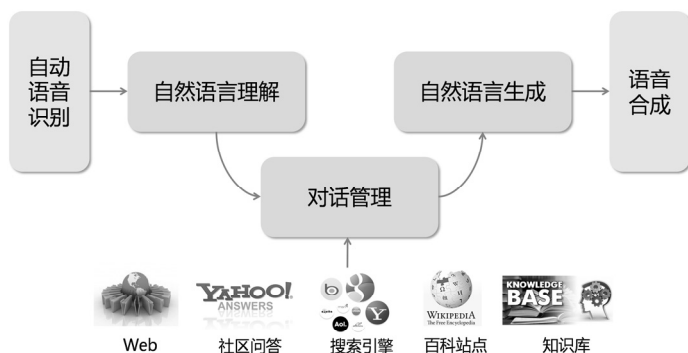 自动
语音
识别
自然语言理解
自然语言生成
语音
合成
对话管理
YAHOO!
ANSWERS
b
Aol.
Y
WIKIPEDIA
The Free Encyclopedia
KNOWLEDGE
BASE
Web
社区问答
搜索引擎
百科站点
知识库